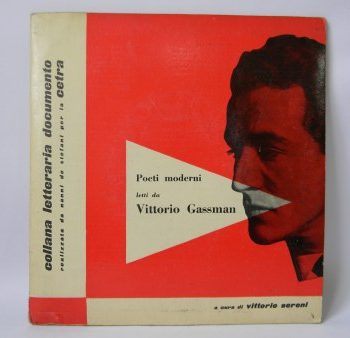 collana letteraria documento
realizzata da nanni de stefani per la cetra
Poeti moderni
letti da
Vittorio Gassman
a cura di vittorio sereni